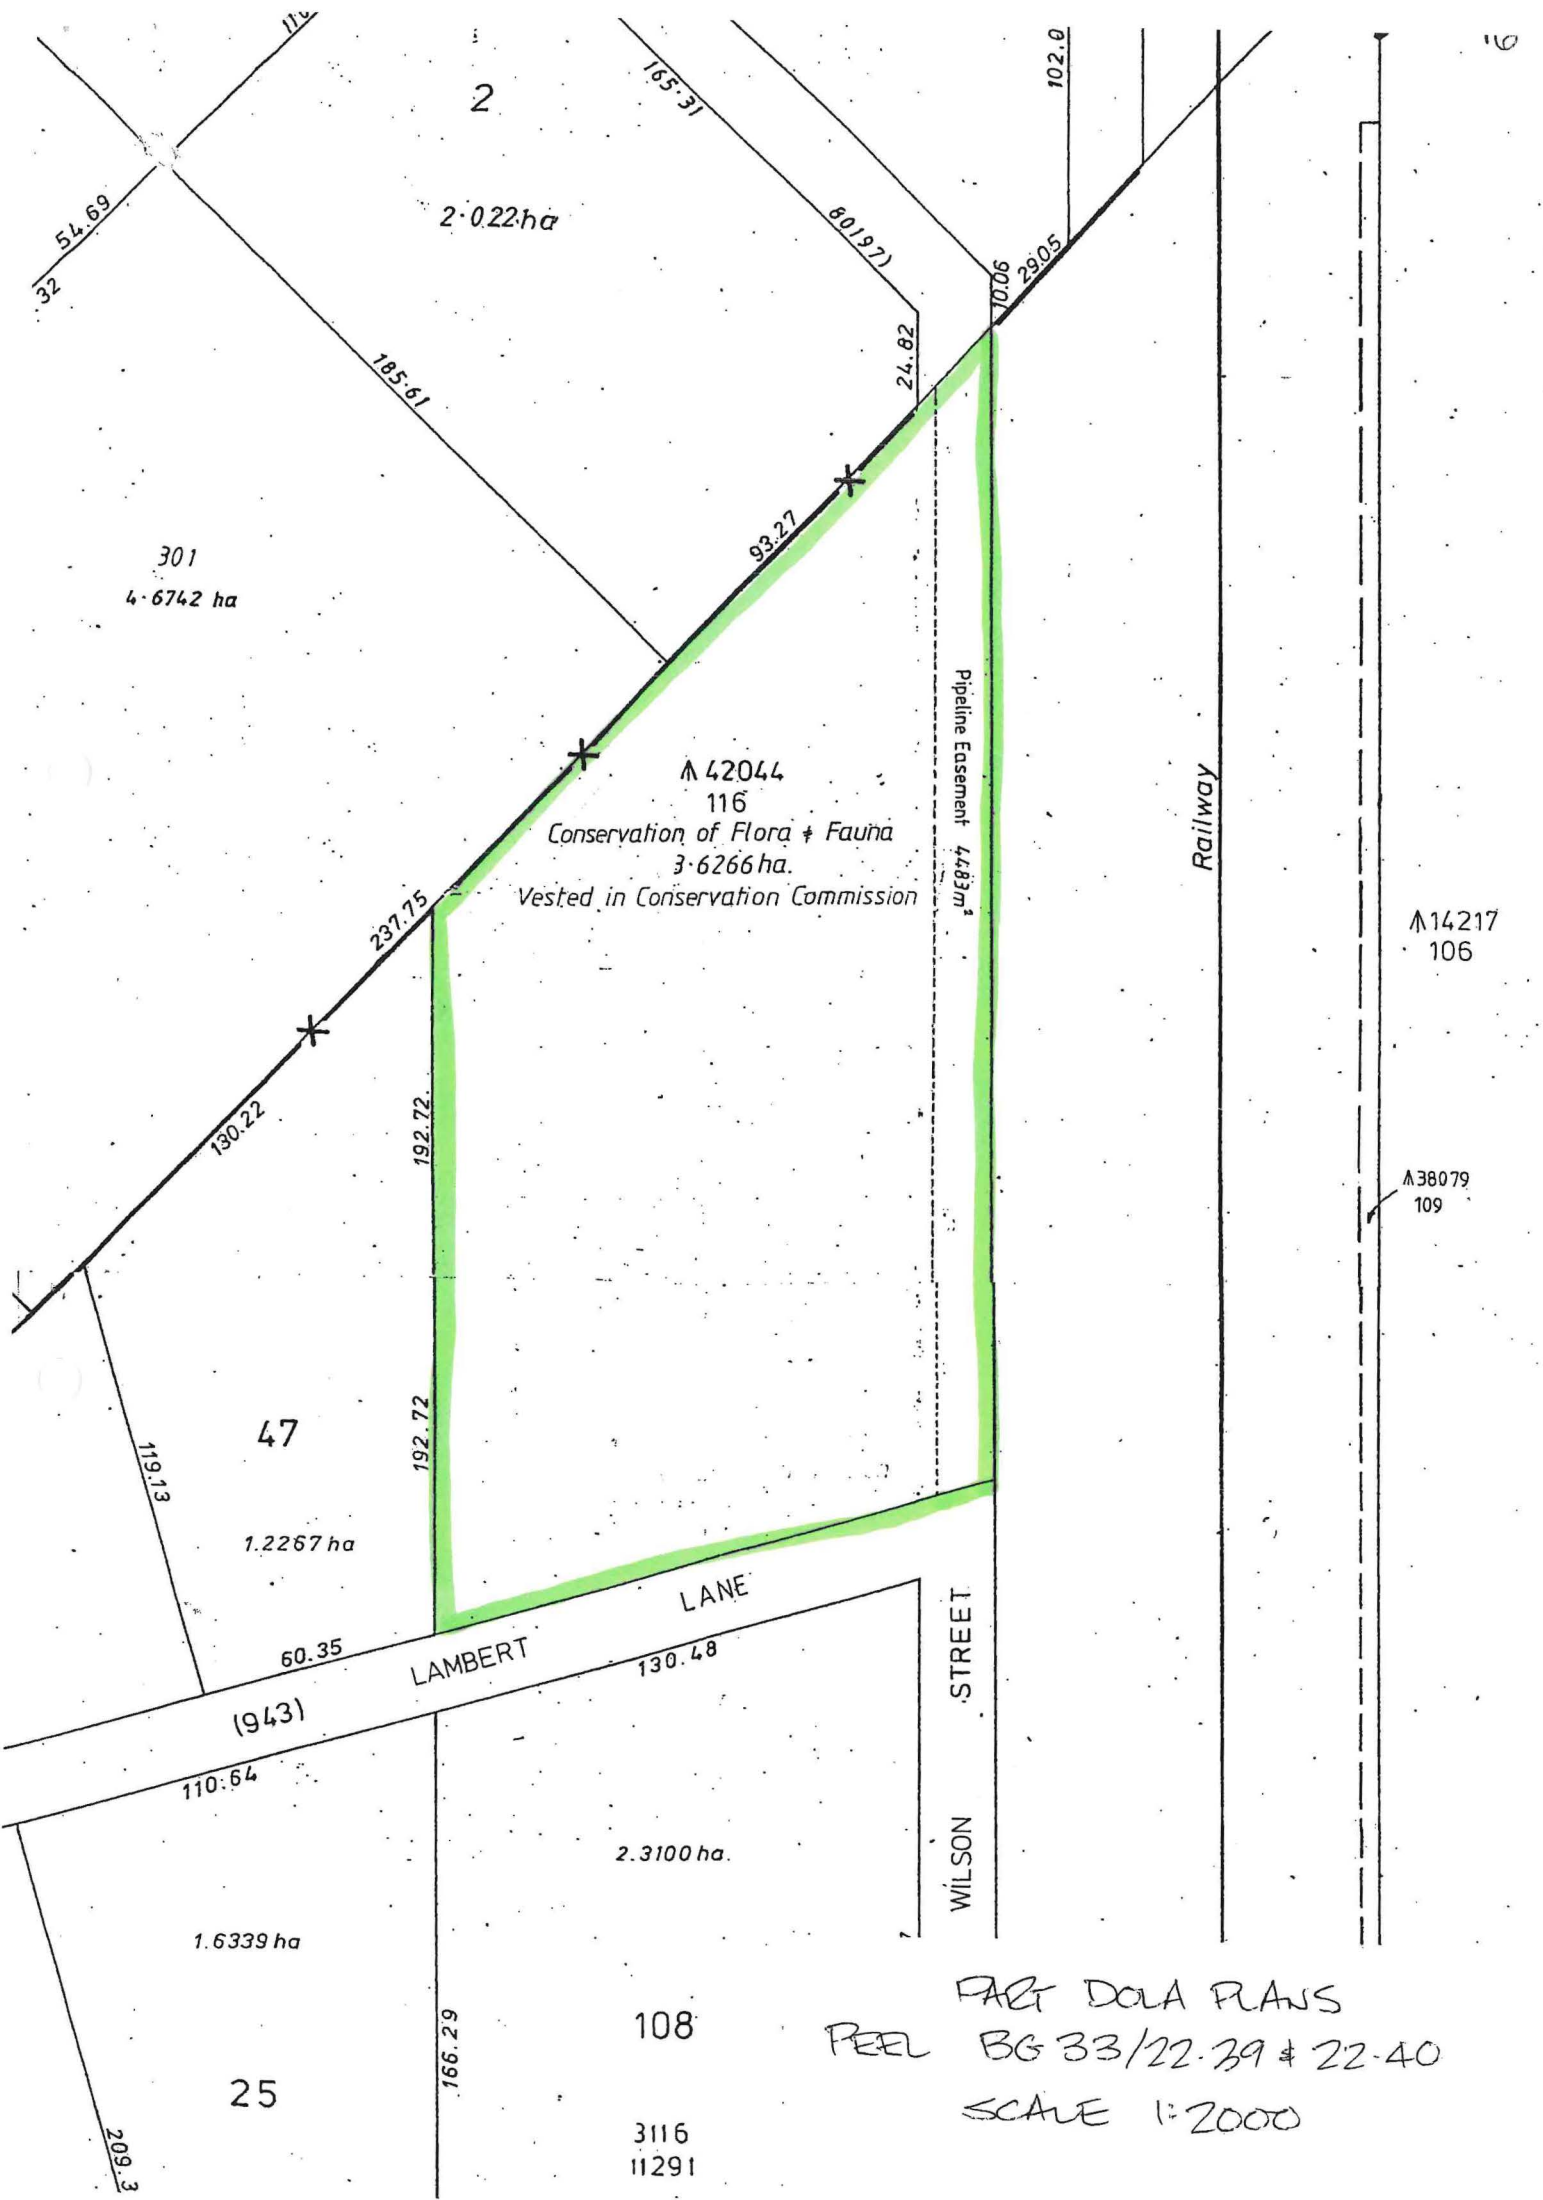 16
2
165·31
102.0
54.69
32
2·022ha
80197)
10.06
29.05
24.82
185·61
93.27
301
4·6742 ha
42044
116
Conservation of Flora & Fauna
3·6266 ha.
Vested in Conservation Commission
Pipeline Easement 4483m²
Railway
14217
106
237.75
130.22
192.72
38079
109
192.72
47
119.13
1.2267 ha
60.35
LAMBERT LANE
130.48
(943)
110.64
WILSON STREET
2.3100 ha.
1.6339 ha
166.29
108
25
209.3
3116
11291
PART DOLA PLANS
PEEL BG 33/22.39 & 22.40
SCALE 1:2000